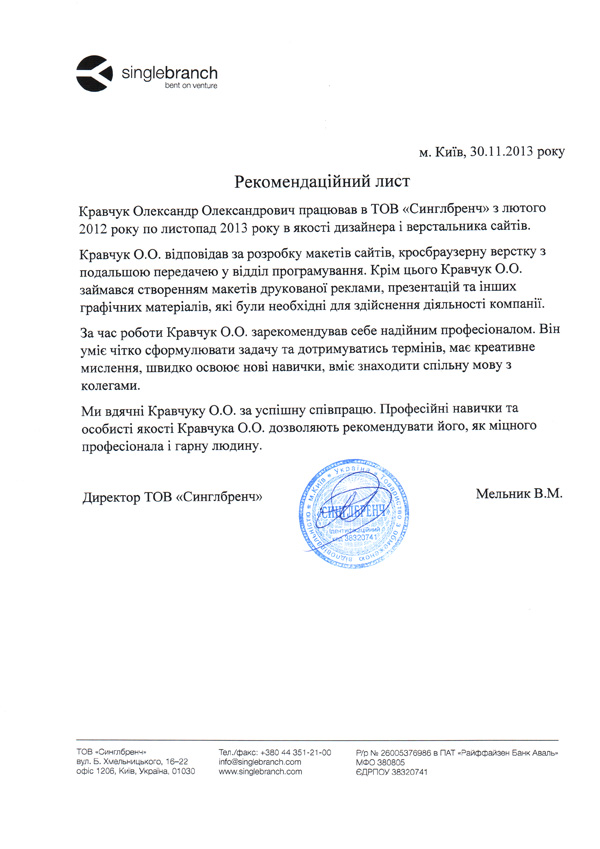 singlebranch
bent on venture
м. Київ, 30.11.2013 року
Рекомендаційний лист
Кравчук Олександр Олександрович працював в ТОВ «Синглбренч» з лютого
2012 року по листопад 2013 року в якості дизайнера і верстальника сайтів.
Кравчук О.О. відповідав за розробку макетів сайтів, кросбраузерну верстку з
подальшою передачею у відділ програмування. Крім цього Кравчук О.О.
займався створенням макетів друкованої реклами, презентацій та інших
графічних матеріалів, які були необхідні для здійснення діяльності компанії.
За час роботи Кравчук О.О. зарекомендував себе надійним професіоналом. Він
уміє чітко сформулювати задачу та дотримуватись термінів, має креативне
мислення, швидко освоює нові навички, вміє знаходити спільну мову з
колегами.
Ми вдячні Кравчуку О.О. за успішну співпрацю. Професійні навички та
особисті якості Кравчука О.О. дозволяють рекомендувати його, як міцного
професіонала і гарну людину.
Директор ТОВ «Синглбренч»
Мельник В.М.
м.Київ * Україна * Товариство з обмеженою відповідальністю
«СИНГЛБРЕНЧ»
Ідентифікаційний
код 38320741
ТОВ «Синглбренч»
вул. Б. Хмельницького, 16–22
офіс 1206, Київ, Україна, 01030
Тел./факс: +380 44 351-21-00
info@singlebranch.com
www.singlebranch.com
Р/р № 26005376986 в ПАТ «Райффайзен Банк Аваль»
МФО 380805
ЄДРПОУ 38320741